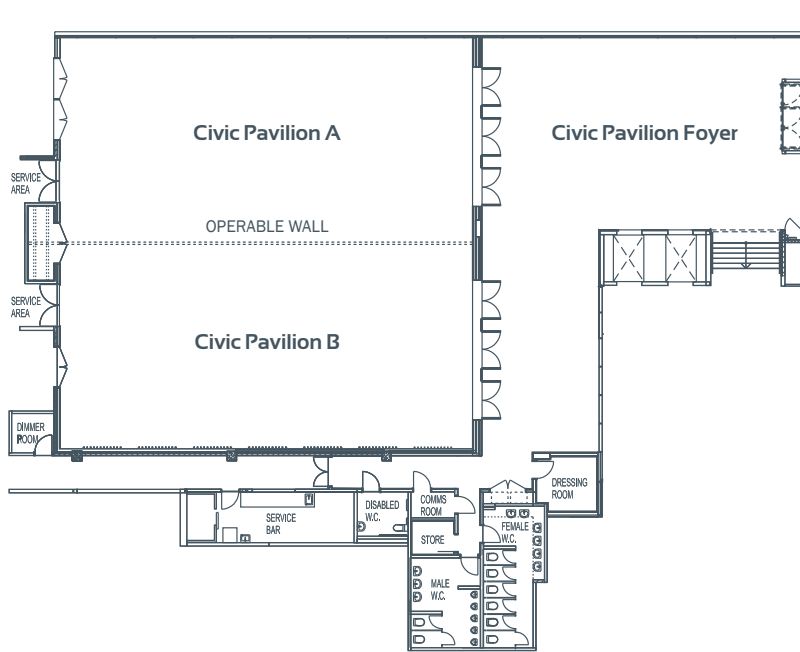 Civic Pavilion A
Civic Pavilion Foyer
SERVICE
AREA
OPERABLE WALL
SERVICE
AREA
Civic Pavilion B
DIMMER
ROOM
DRESSING
ROOM
COMMS
ROOM
DISABLED
W.C.
SERVICE
BAR
FEMALE
W.C.
STORE
MALE
W.C.